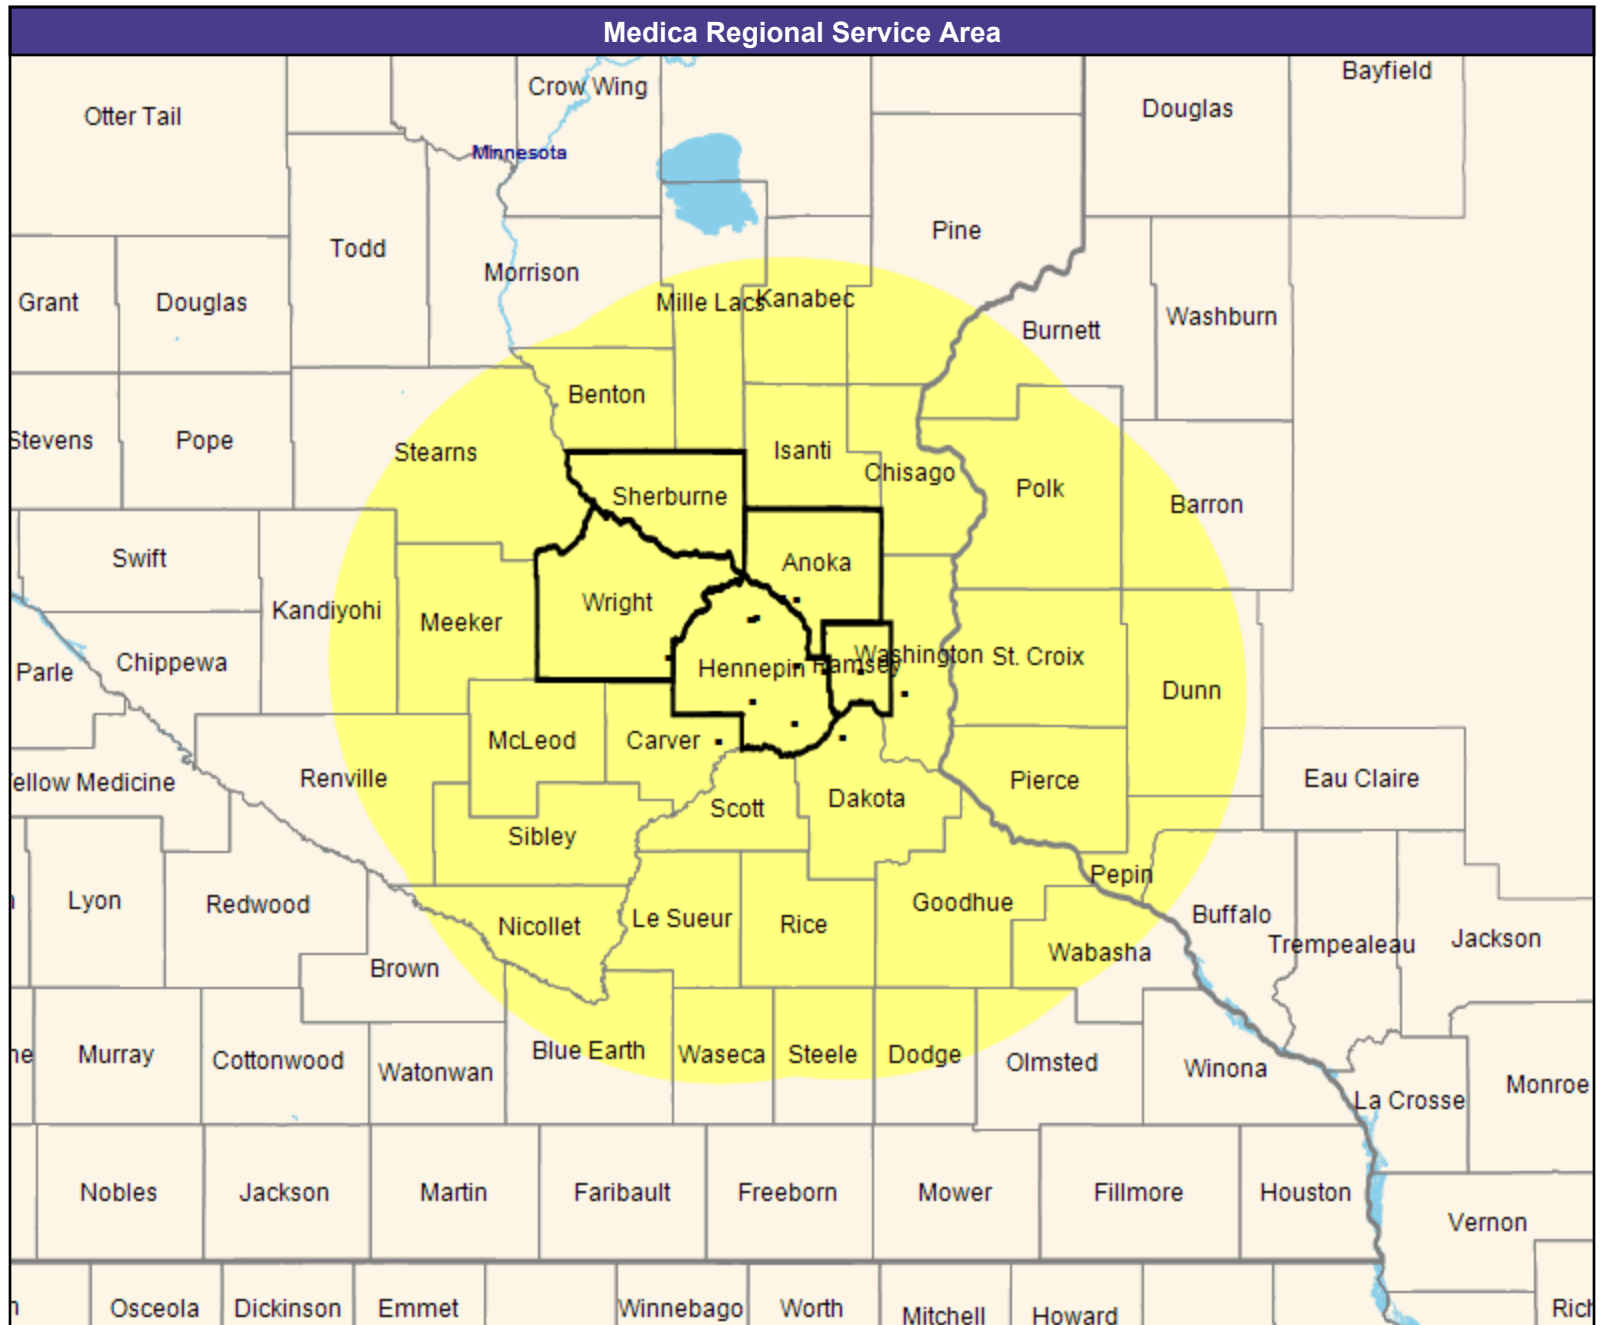 Medica Regional Service Area
Bayfield
Crow Wing
Douglas
Otter Tail
Minnesota
Pine
Todd
Morrison
Grant
Douglas
Mille Lacs
Kanabec
Washburn
Burnett
Benton
Stevens
Pope
Stearns
Isanti
Chisago
Polk
Sherburne
Barron
Swift
Anoka
Wright
Kandiyohi
Meeker
Washington
St. Croix
Parle
Chippewa
Hennepin
Ramsey
Dunn
McLeod
Carver
ellow Medicine
Renville
Pierce
Eau Claire
Scott
Dakota
Sibley
Pepin
Lyon
Redwood
Goodhue
Buffalo
Nicollet
Le Sueur
Rice
Trempealeau
Jackson
Wabasha
Brown
ne
Murray
Cottonwood
Watonwan
Blue Earth
Waseca
Steele
Dodge
Olmsted
Winona
Monroe
La Crosse
Nobles
Jackson
Martin
Faribault
Freeborn
Mower
Fillmore
Houston
Vernon
Osceola
Dickinson
Emmet
Winnebago
Worth
Mitchell
Howard
Rich